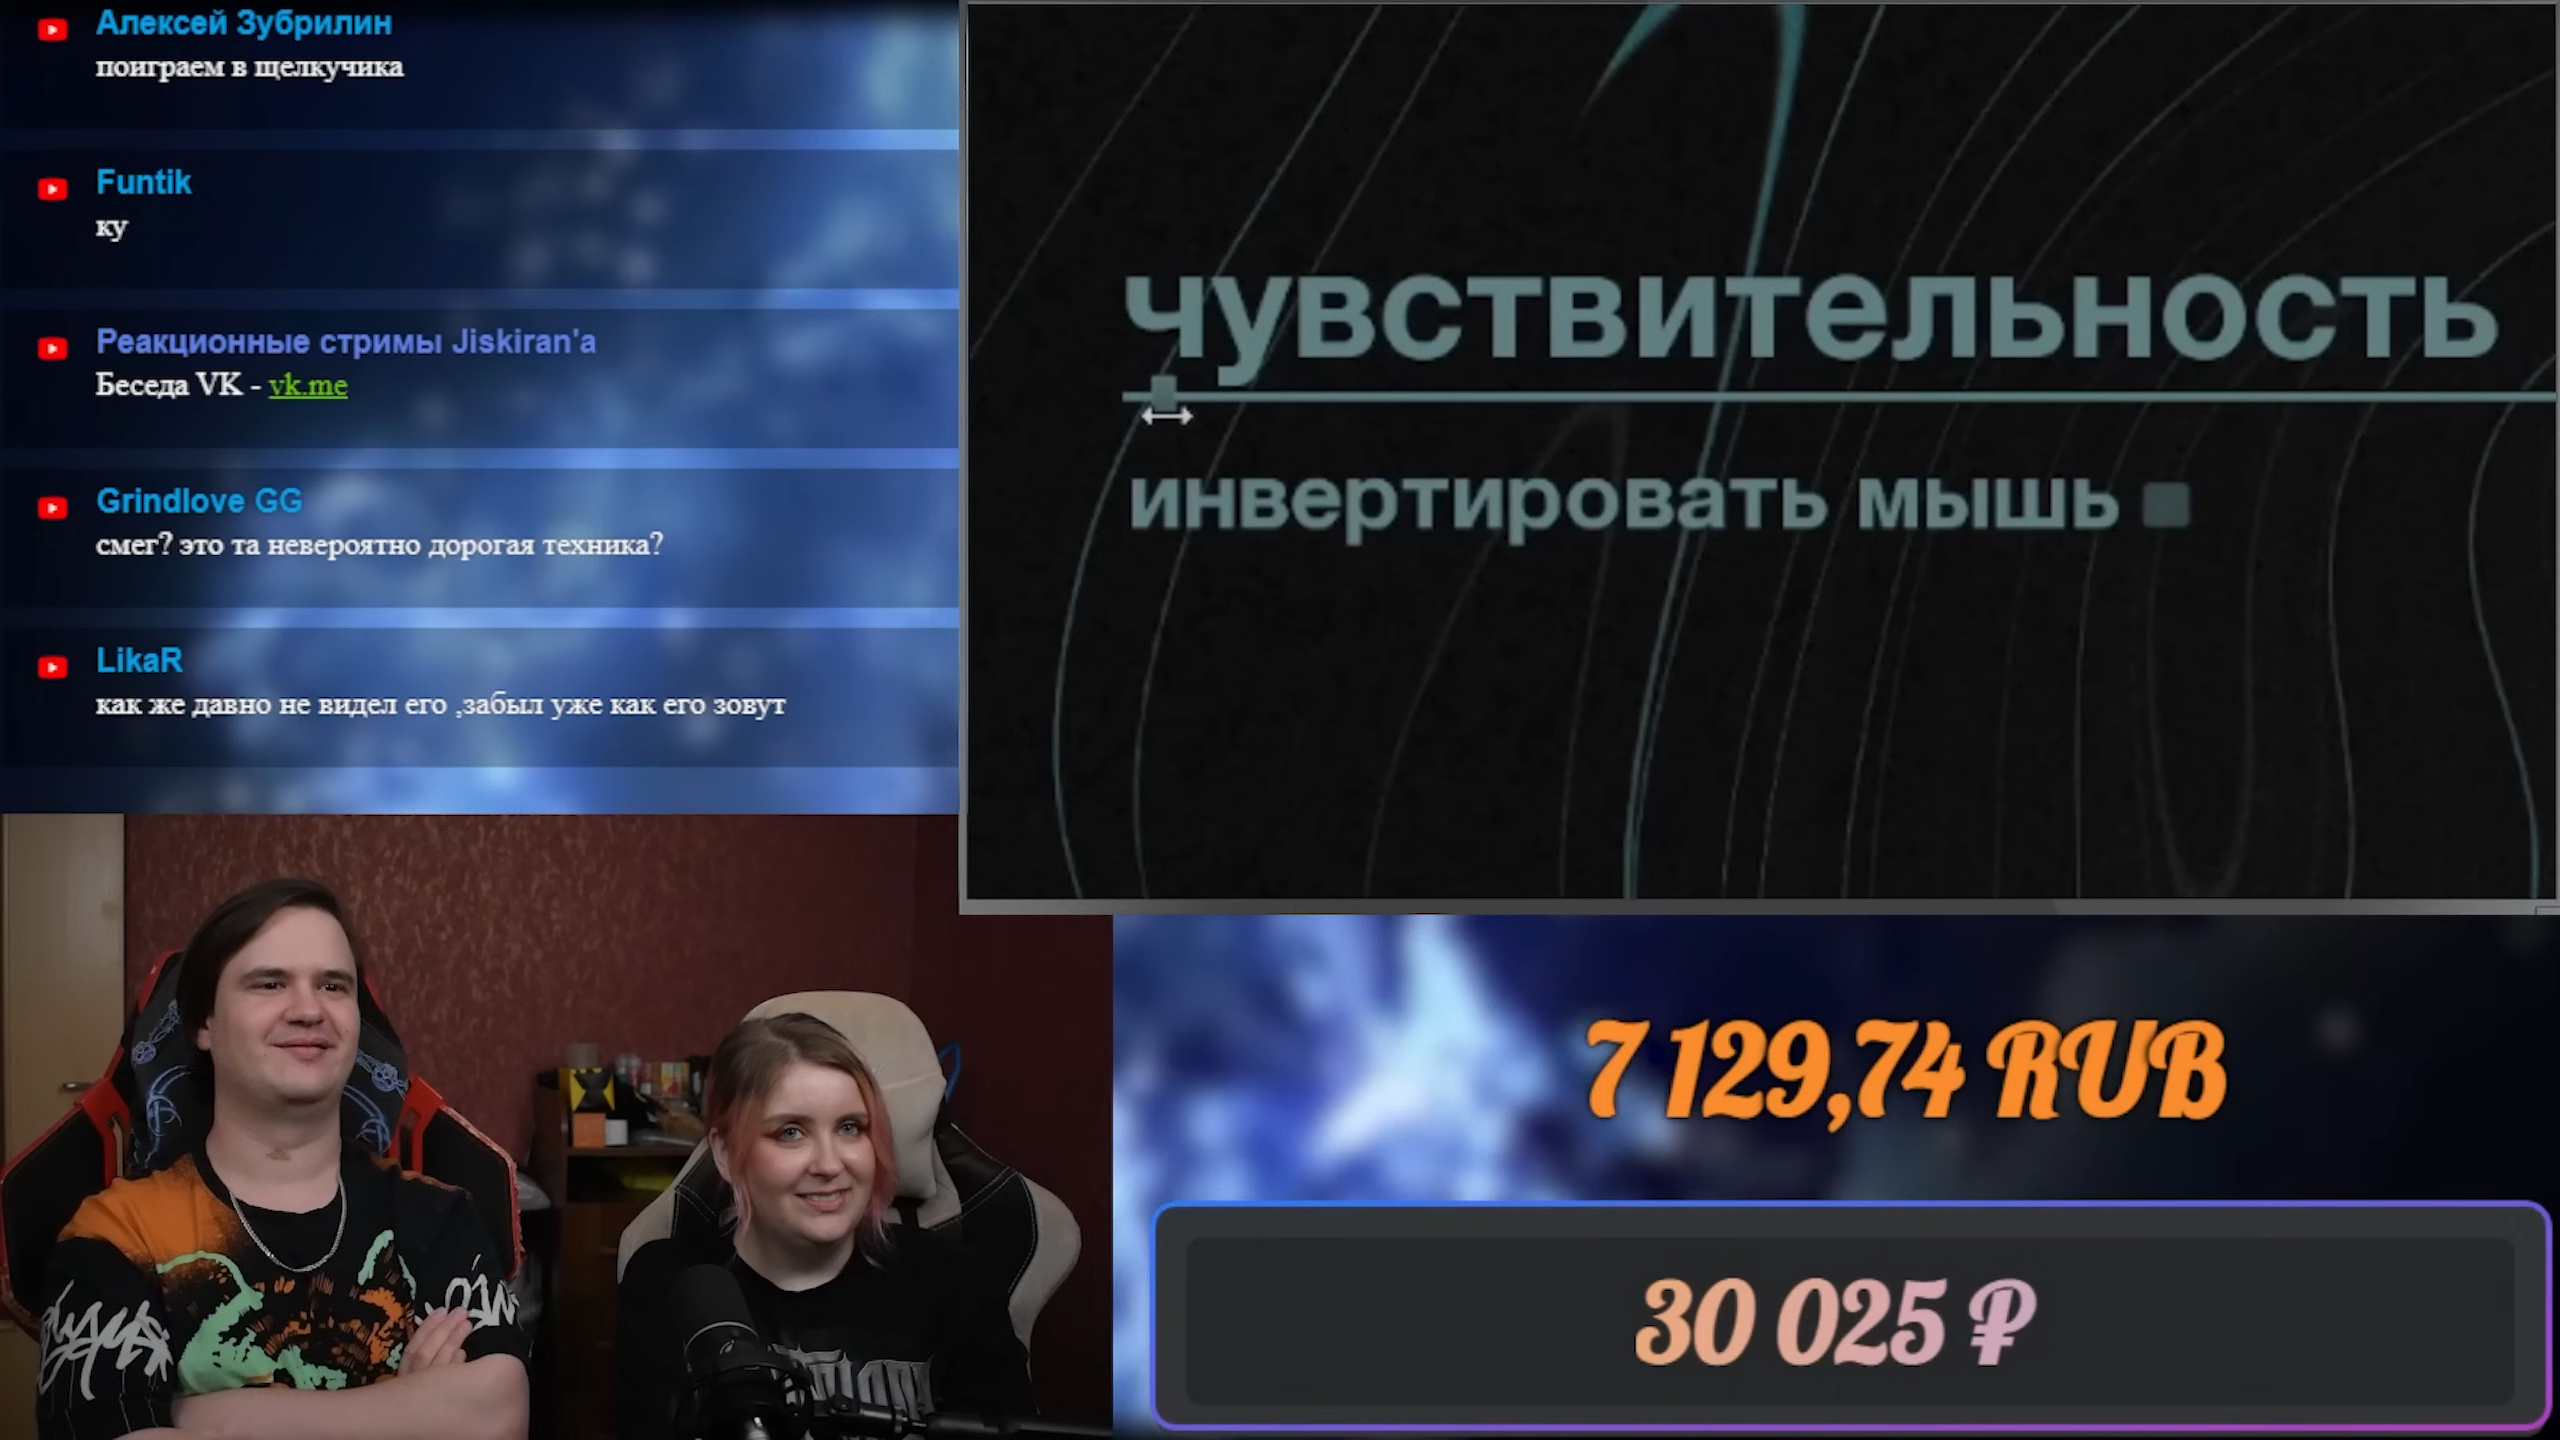 Алексей Зубрилин
поиграем в щелкучика
Funtik
ку
Реакционные стримы Jiskiran'a
Беседа VK - vk.me
Grindlove GG
смег? это та невероятно дорогая техника?
LikaR
как же давно не видел его ,забыл уже как его зовут
чувствительность
инвертировать мышь
7 129,74 RUB
30 025 ₽